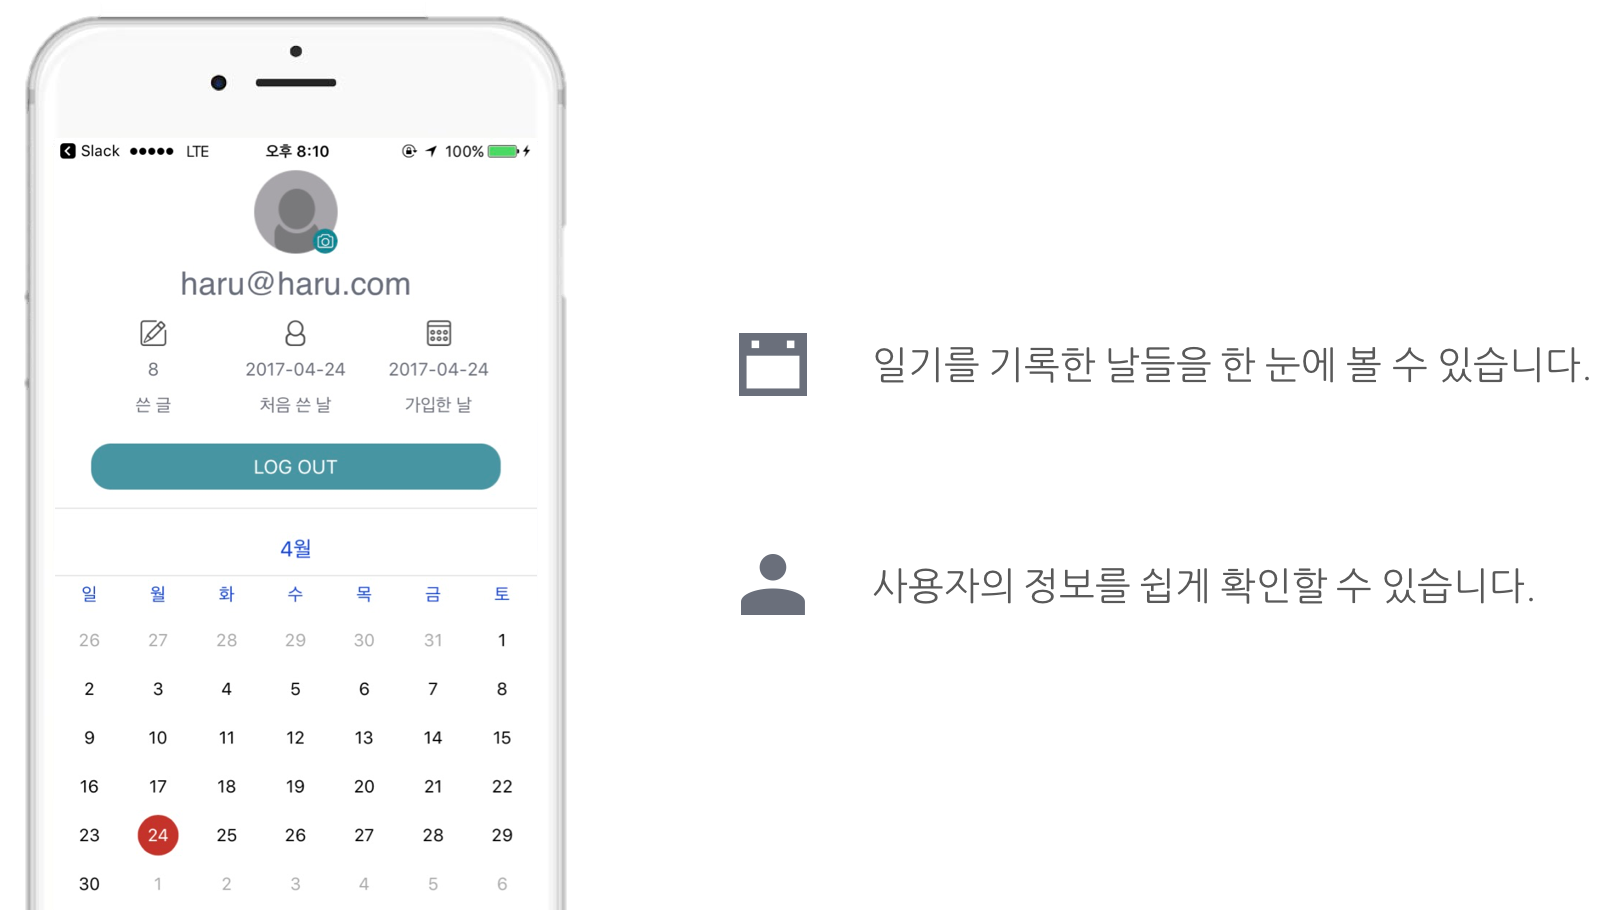 Slack ●●●●● LTE 오후 8:10 100%
haru@haru.com
8 2017-04-24 2017-04-24
쓴 글 처음 쓴 날 가입한 날
LOG OUT
4월
일 월 화 수 목 금 토
26 27 28 29 30 31 1
2 3 4 5 6 7 8
9 10 11 12 13 14 15
16 17 18 19 20 21 22
23 24 25 26 27 28 29
30 1 2 3 4 5 6
일기를 기록한 날들을 한 눈에 볼 수 있습니다.
사용자의 정보를 쉽게 확인할 수 있습니다.